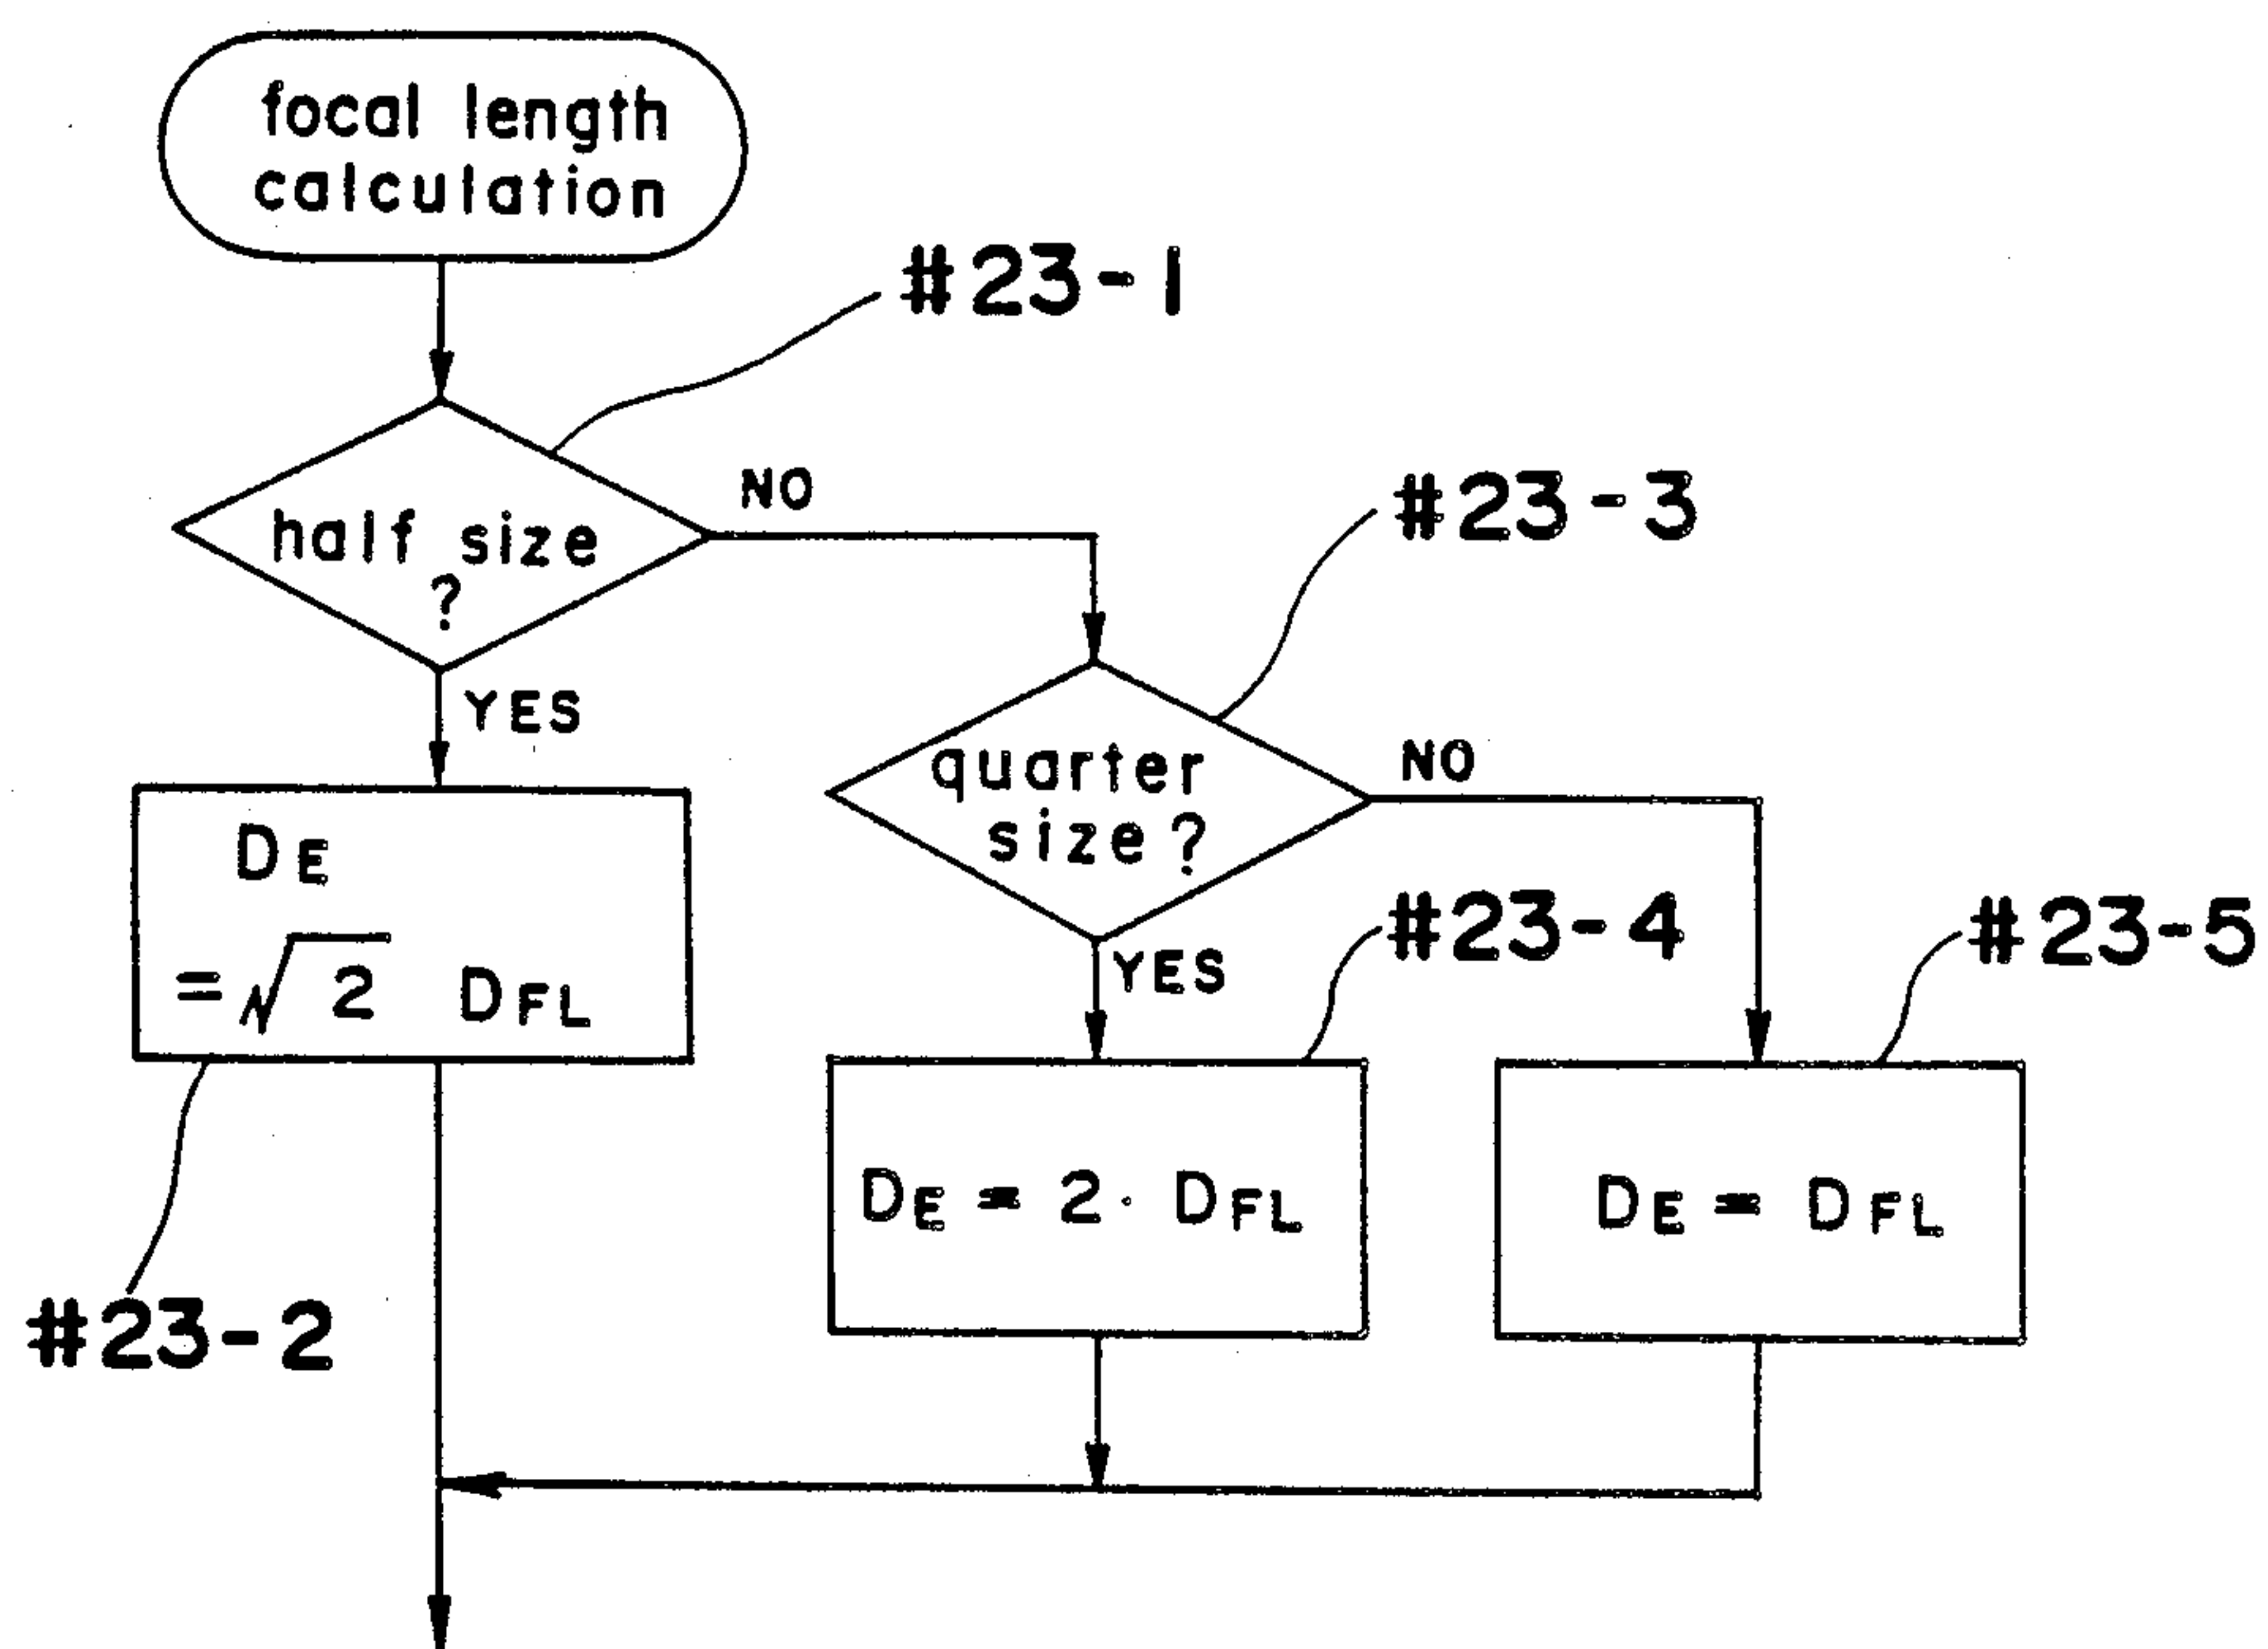 focal length
calculation
#23-1
NO
half size
?
#23-3
YES
quarter
size?
NO
DE
=√2 DFL
#23-4
#23-5
YES
DE = 2· DFL
DE = DFL
#23-2